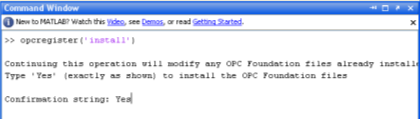 Command Window
New to MATLAB? Watch this Video, see Demos, or read Getting Started.
>> opcregister('install')
Continuing this operation will modify any OPC Foundation files already installe
Type 'Yes' (exactly as shown) to install the OPC Foundation files
Confirmation string: Yes